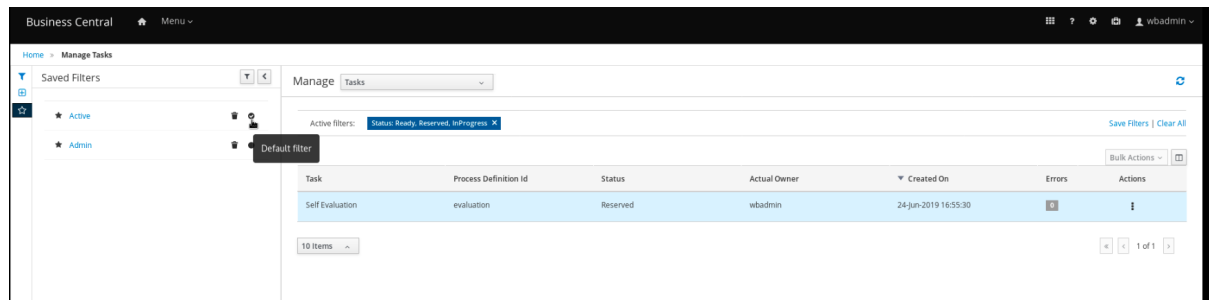 Business Central Menu ? wbadmin
Home > Manage Tasks
Saved Filters
Manage Tasks
Active
Active filters: Status: Ready, Reserved, InProgress X
Save Filters | Clear All
Admin
Default filter
Bulk Actions
Task Process Definition Id Status Actual Owner Created On Errors Actions
Self Evaluation evaluation Reserved wbadmin 24-Jun-2019 16:55:30 0
10 Items
« < 1 of 1 >